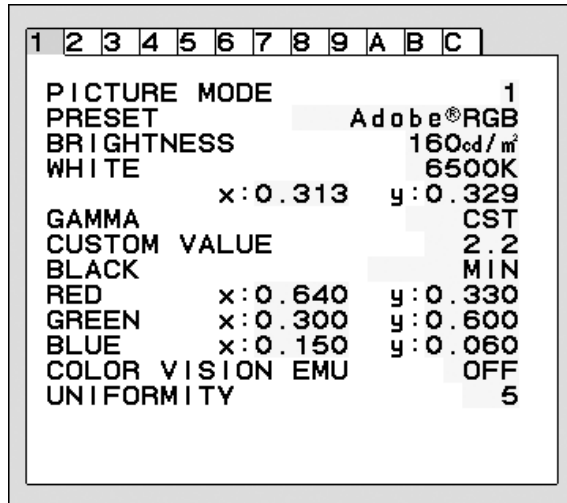 1 2 3 4 5 6 7 8 9 A B C
PICTURE MODE 1
PRESET Adobe®RGB
BRIGHTNESS 160cd/㎡
WHITE 6500K
x:0.313 y:0.329
GAMMA CST
CUSTOM VALUE 2.2
BLACK MIN
RED x:0.640 y:0.330
GREEN x:0.300 y:0.600
BLUE x:0.150 y:0.060
COLOR VISION EMU OFF
UNIFORMITY 5